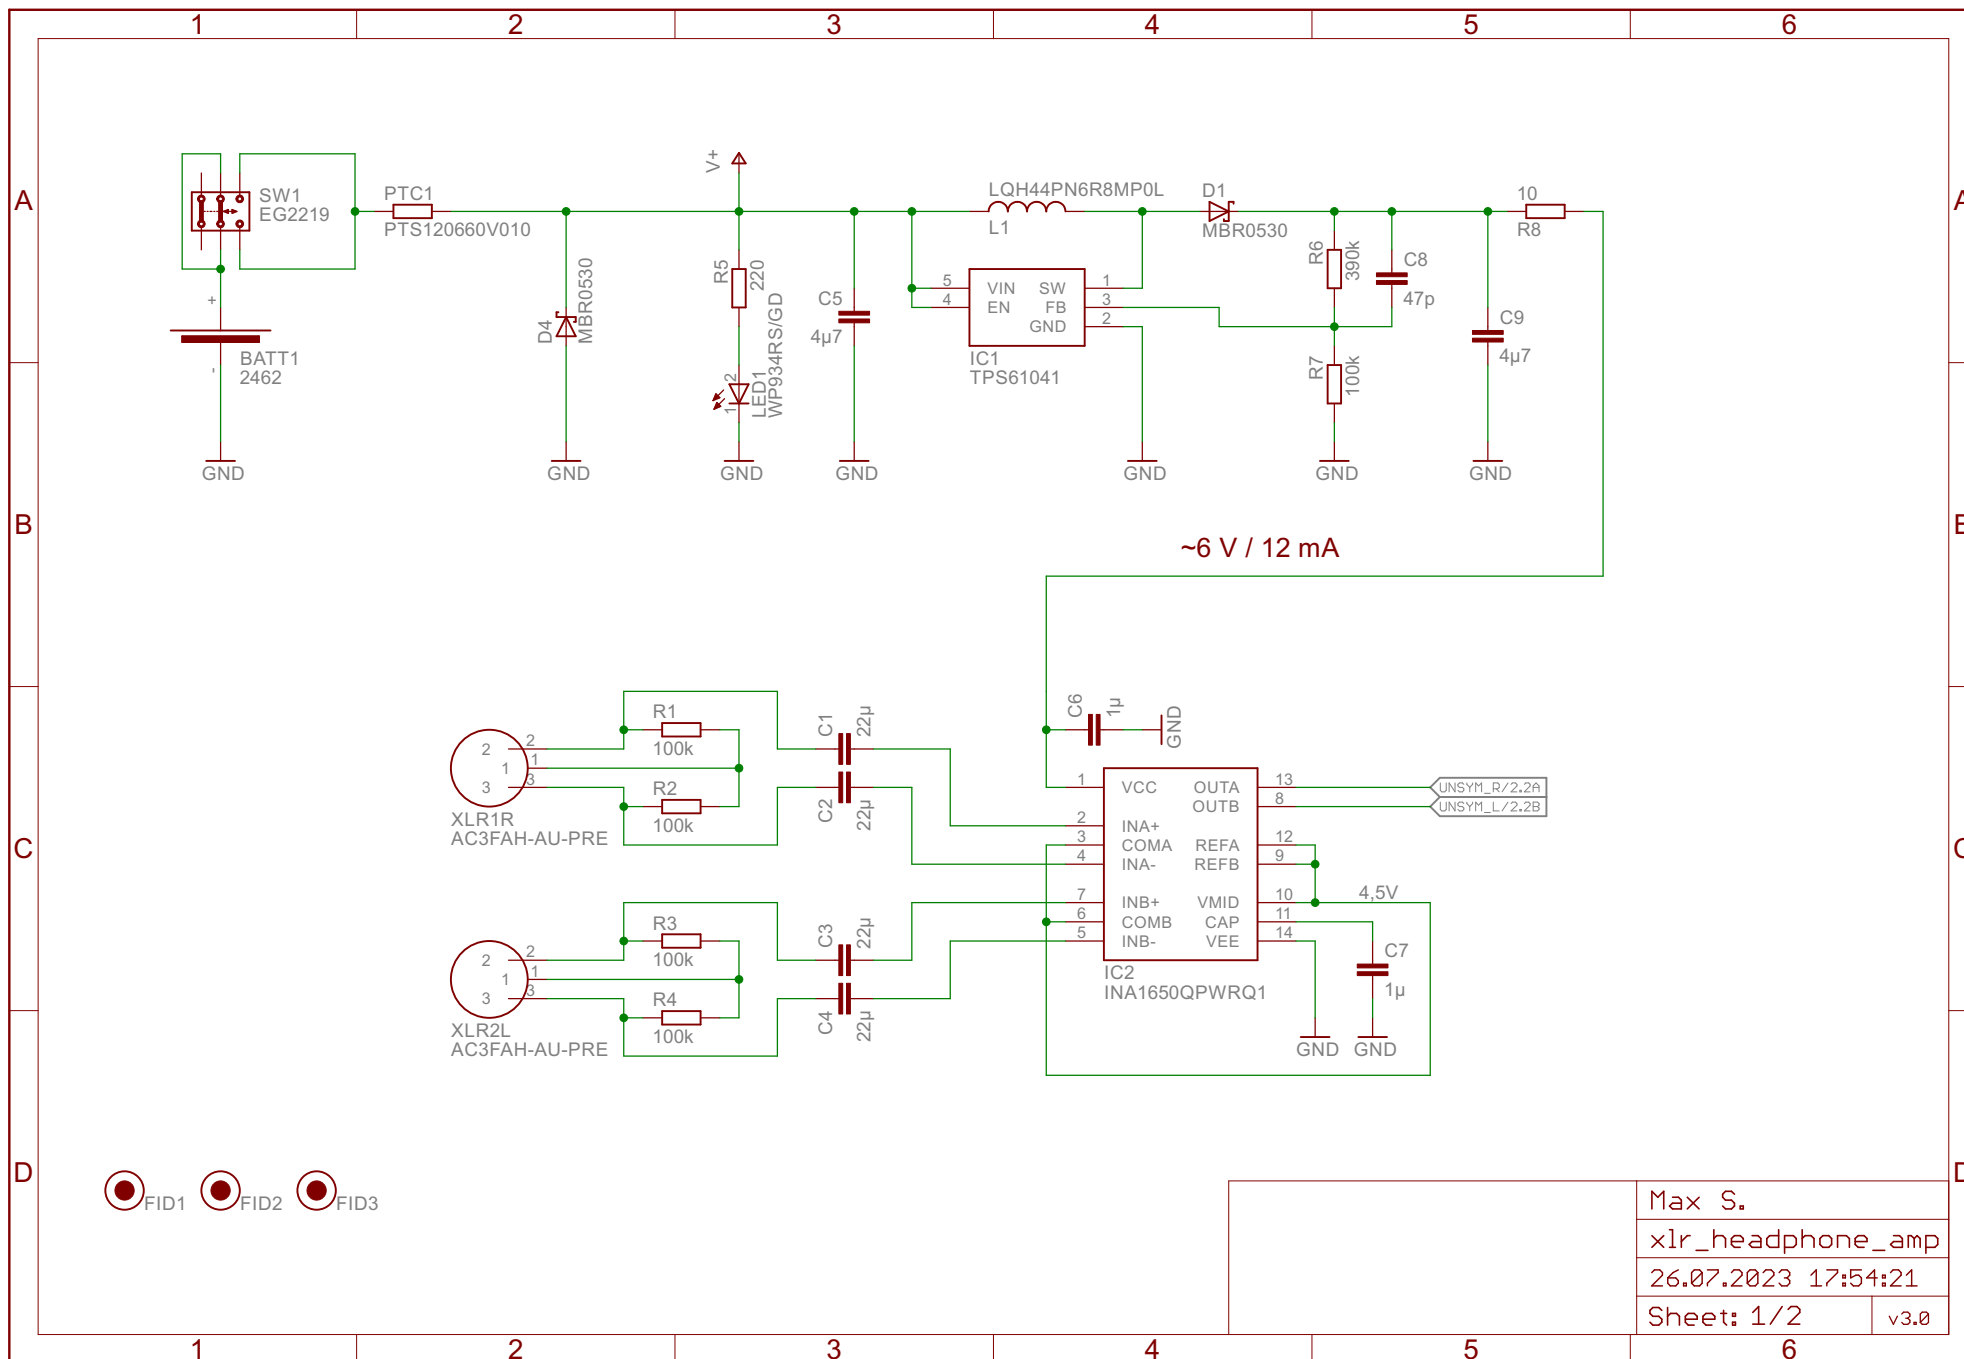 1 2 3 4 5 6
A A
SW1
EG2219
PTC1
PTS120660V010
V+
LQH44PN6R8MP0L
L1
D1
MBR0530
10
R8
D4
MBR0530
R5
220
LED1
WP934RS/GD
2
1
C5
4µ7
5 VIN SW 1
4 EN FB 3
GND 2
IC1
TPS61041
R6
390k
C8
47p
R7
100k
C9
4µ7
+
-
BATT1
2462
GND GND GND GND GND GND GND
B B
~6 V / 12 mA
C6
1µ
GND
R1
100k
R2
100k
2 2
1 1
3 3
XLR1R
AC3FAH-AU-PRE
C1
22µ
C2
22µ
1 VCC OUTA 13
OUTB 8
UNSYM_R/2.2A
UNSYM_L/2.2B
2 INA+
3 COMA REFA 12
4 INA- REFB 9
7 INB+ VMID 10
6 COMB CAP 11
5 INB- VEE 14
4,5V
IC2
INA1650QPWRQ1
C7
1µ
GND GND
C C
R3
100k
R4
100k
2 2
1 1
3 3
XLR2L
AC3FAH-AU-PRE
C3
22µ
C4
22µ
D D
FID1 FID2 FID3
Max S.
xlr_headphone_amp
26.07.2023 17:54:21
Sheet: 1/2 v3.0
1 2 3 4 5 6